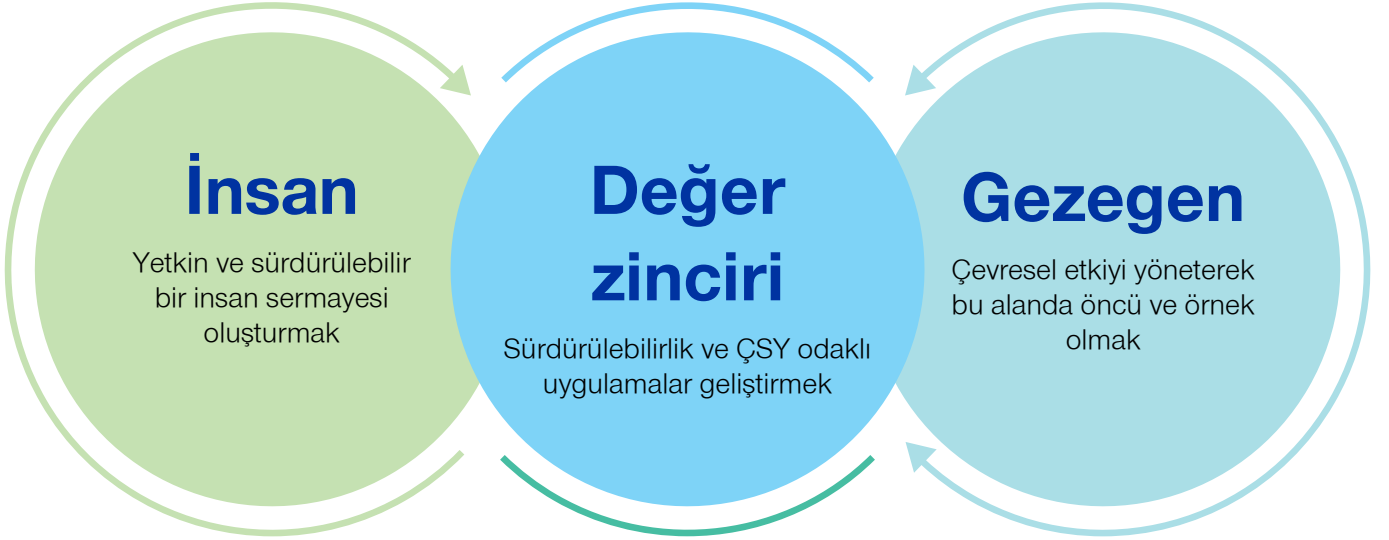 İnsan
Yetkin ve sürdürülebilir
bir insan sermayesi
oluşturmak
Değer
zinciri
Sürdürülebilirlik ve ÇSY odaklı
uygulamalar geliştirmek
Gezegen
Çevresel etkiyi yöneterek
bu alanda öncü ve örnek
olmak